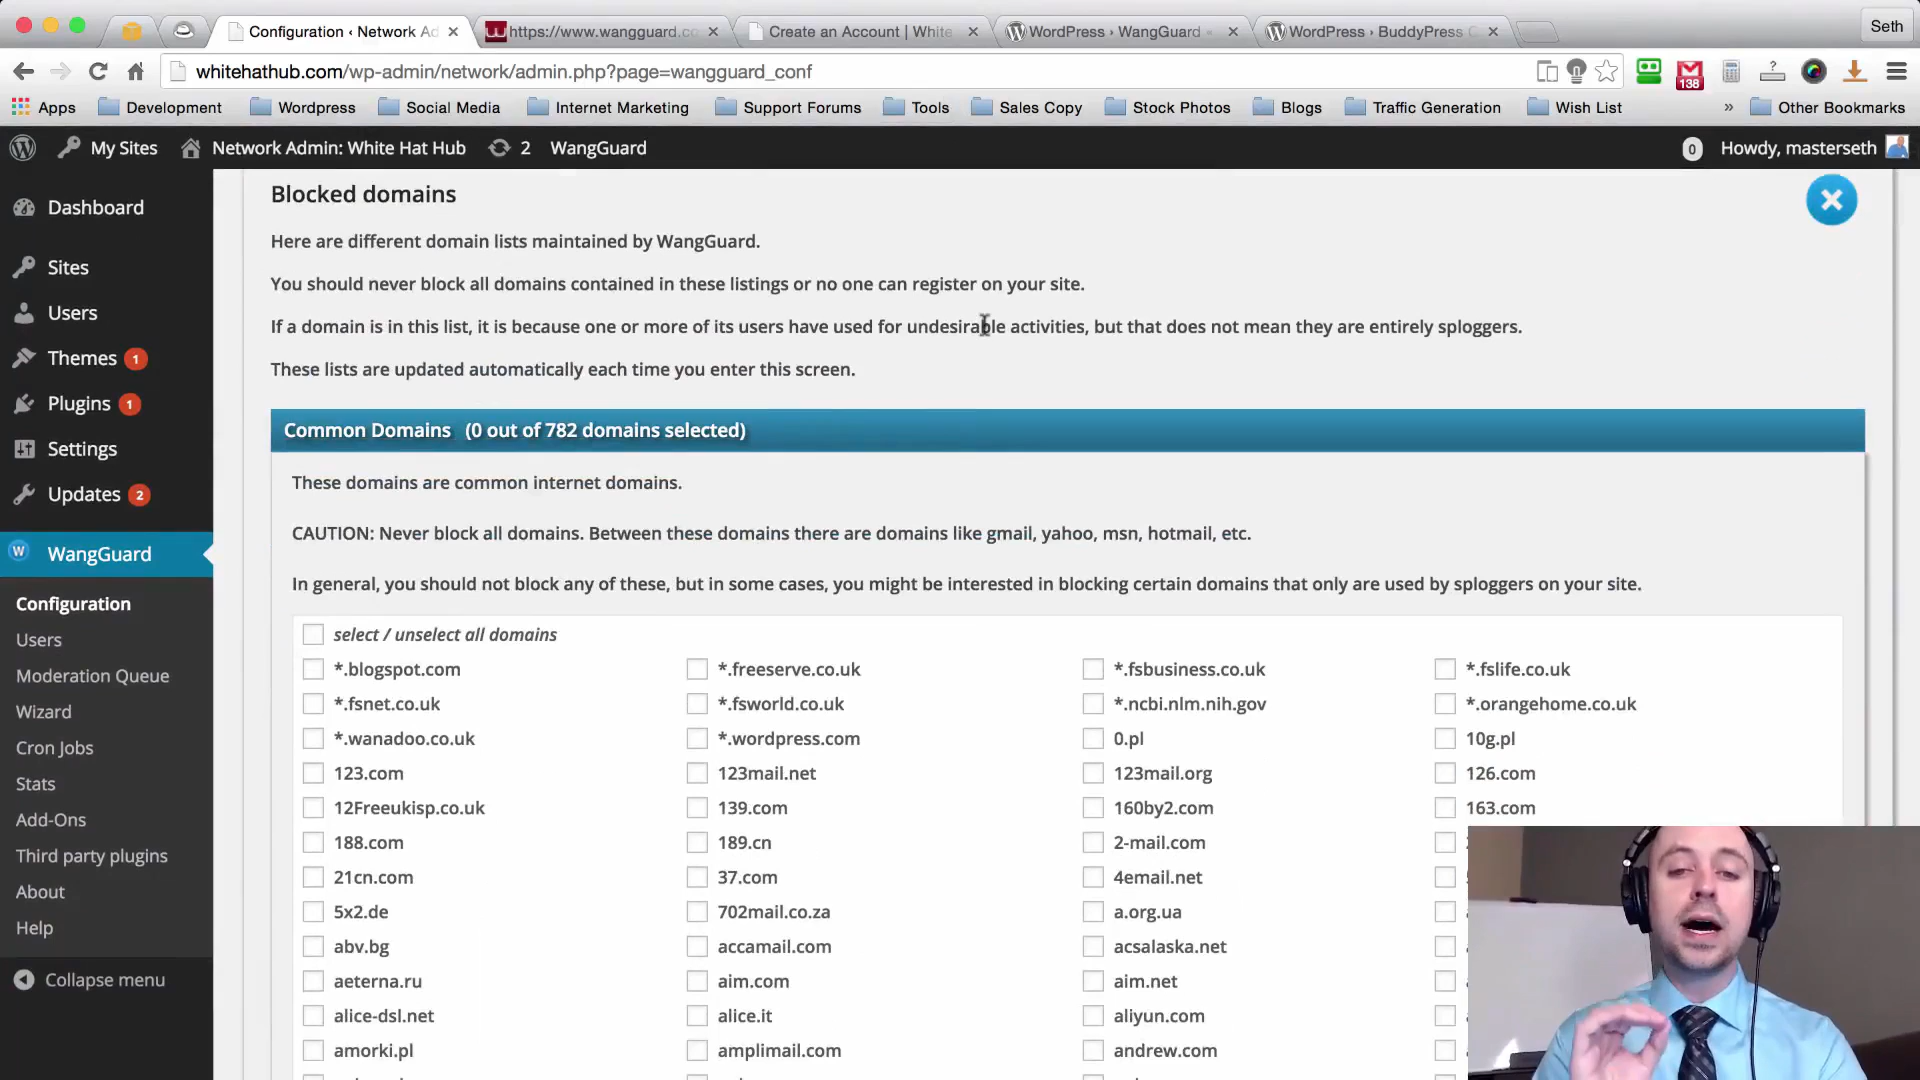 Configuration ‹ Network Ad
https://www.wangguard.co
Create an Account | White
WordPress › WangGuard «
WordPress › BuddyPress C
Seth
whitehathub.com/wp-admin/network/admin.php?page=wangguard_conf
138
Apps Development Wordpress Social Media Internet Marketing Support Forums Tools Sales Copy Stock Photos Blogs Traffic Generation Wish List » Other Bookmarks
My Sites Network Admin: White Hat Hub 2 WangGuard 0 Howdy, masterseth
Dashboard
Sites
Users
Themes 1
Plugins 1
Settings
Updates 2
WangGuard
Configuration
Users
Moderation Queue
Wizard
Cron Jobs
Stats
Add-Ons
Third party plugins
About
Help
Collapse menu
Blocked domains
Here are different domain lists maintained by WangGuard.
You should never block all domains contained in these listings or no one can register on your site.
If a domain is in this list, it is because one or more of its users have used for undesirable activities, but that does not mean they are entirely sploggers.
These lists are updated automatically each time you enter this screen.
Common Domains (0 out of 782 domains selected)
These domains are common internet domains.
CAUTION: Never block all domains. Between these domains there are domains like gmail, yahoo, msn, hotmail, etc.
In general, you should not block any of these, but in some cases, you might be interested in blocking certain domains that only are used by sploggers on your site.
select / unselect all domains
*.blogspot.com *.freeserve.co.uk *.fsbusiness.co.uk *.fslife.co.uk
*.fsnet.co.uk *.fsworld.co.uk *.ncbi.nlm.nih.gov *.orangehome.co.uk
*.wanadoo.co.uk *.wordpress.com 0.pl 10g.pl
123.com 123mail.net 123mail.org 126.com
12Freeukisp.co.uk 139.com 160by2.com 163.com
188.com 189.cn 2-mail.com
21cn.com 37.com 4email.net
5x2.de 702mail.co.za a.org.ua
abv.bg accamail.com acsalaska.net
aeterna.ru aim.com aim.net
alice-dsl.net alice.it aliyun.com
amorki.pl amplimail.com andrew.com